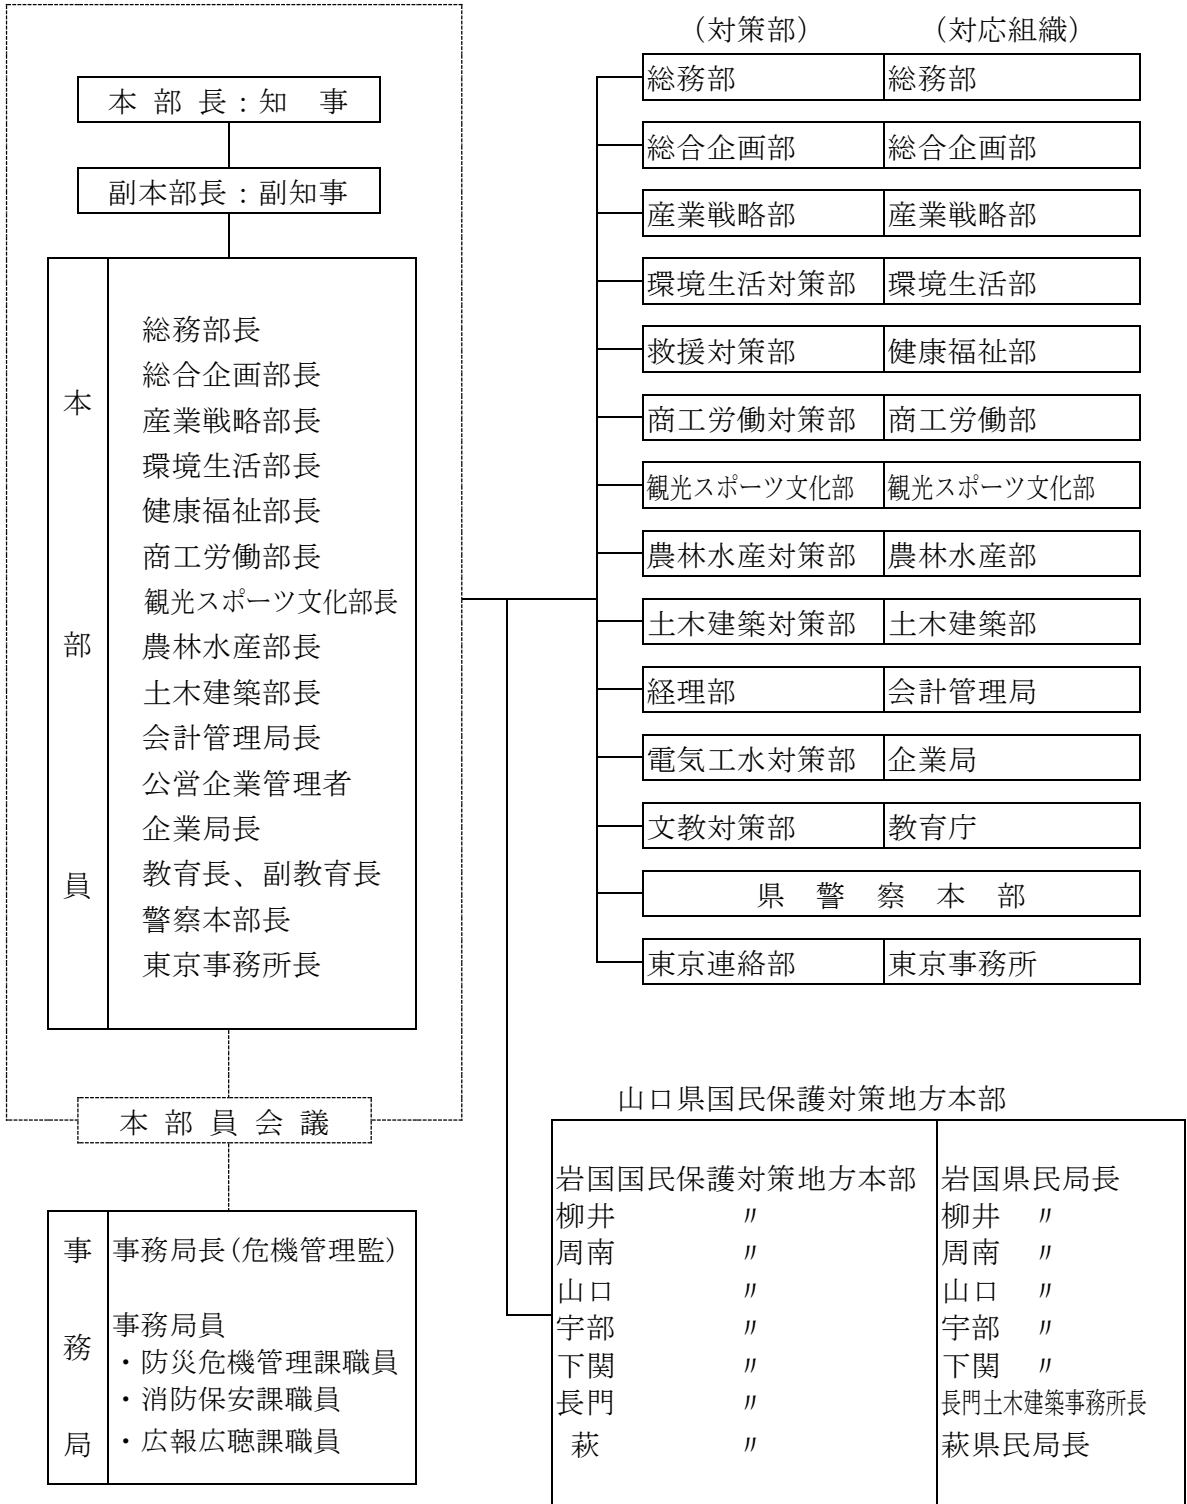 本 部 長：知　事
副本部長：副知事
本部員
総務部長
総合企画部長
産業戦略部長
環境生活部長
健康福祉部長
商工労働部長
観光スポーツ文化部長
農林水産部長
土木建築部長
会計管理局長
公営企業管理者
企業局長
教育長、副教育長
警察本部長
東京事務所長
本 部 員 会 議
事務局
事務局長(危機管理監)
事務局員
・防災危機管理課職員
・消防保安課職員
・広報広聴課職員
（対策部）　（対応組織）
総務部　総務部
総合企画部　総合企画部
産業戦略部　産業戦略部
環境生活対策部　環境生活部
救援対策部　健康福祉部
商工労働対策部　商工労働部
観光スポーツ文化部　観光スポーツ文化部
農林水産対策部　農林水産部
土木建築対策部　土木建築部
経理部　会計管理局
電気工水対策部　企業局
文教対策部　教育庁
県　警　察　本　部
東京連絡部　東京事務所
山口県国民保護対策地方本部
岩国国民保護対策地方本部　岩国県民局長
柳井　〃　柳井　〃
周南　〃　周南　〃
山口　〃　山口　〃
宇部　〃　宇部　〃
下関　〃　下関　〃
長門　〃　長門土木建築事務所長
萩　〃　萩県民局長